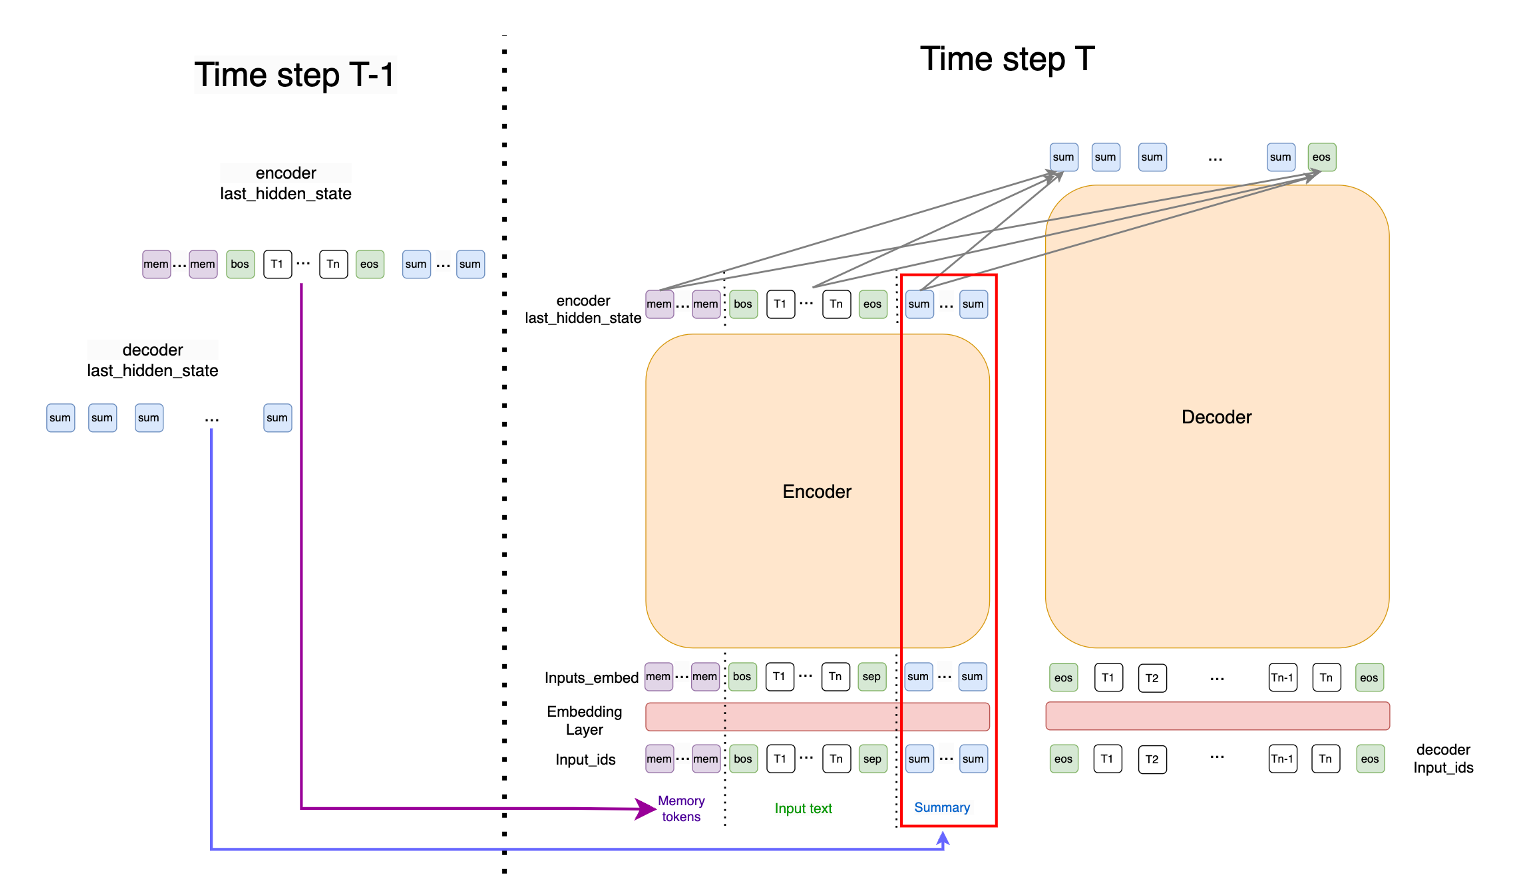 Time step T-1
Time step T
encoder
last_hidden_state
mem ... mem bos T1 ... Tn eos sum ... sum
decoder
last_hidden_state
sum sum sum ... sum
sum sum sum ... sum eos
encoder
last_hidden_state
mem ... mem bos T1 ... Tn eos sum ... sum
Encoder
Decoder
Inputs_embed
mem ... mem bos T1 ... Tn sep sum ... sum
eos T1 T2 ... Tn-1 Tn eos
Embedding
Layer
Input_ids
mem ... mem bos T1 ... Tn sep sum ... sum
eos T1 T2 ... Tn-1 Tn eos
decoder
Input_ids
Memory
tokens
Input text
Summary